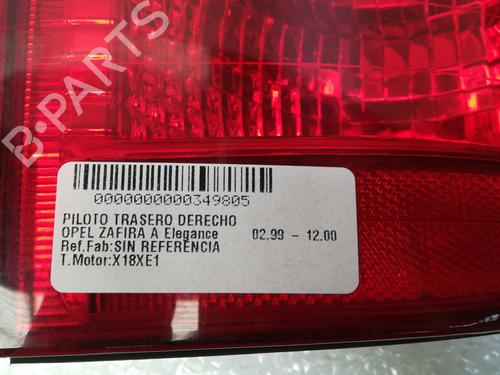 B-PARTS
0000000000349805
PILOTO TRASERO DERECHO
OPEL ZAFIRA A Elegance 02.99 - 12.00
Ref.Fab:SIN REFERENCIA
T.Motor:X18XE1